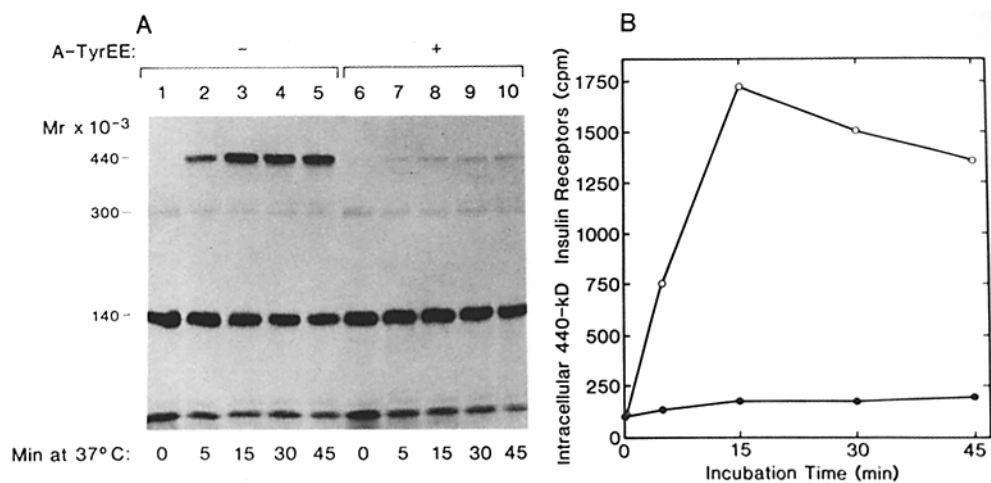 A
A-TyrEE: - +
1 2 3 4 5 6 7 8 9 10
Mr x 10-3
440
300
140
Min at 37°C: 0 5 15 30 45 0 5 15 30 45
B
Intracellular 440-kD Insulin Receptors (cpm)
1750
1500
1250
1000
750
500
250
0
0 15 30 45
Incubation Time (min)